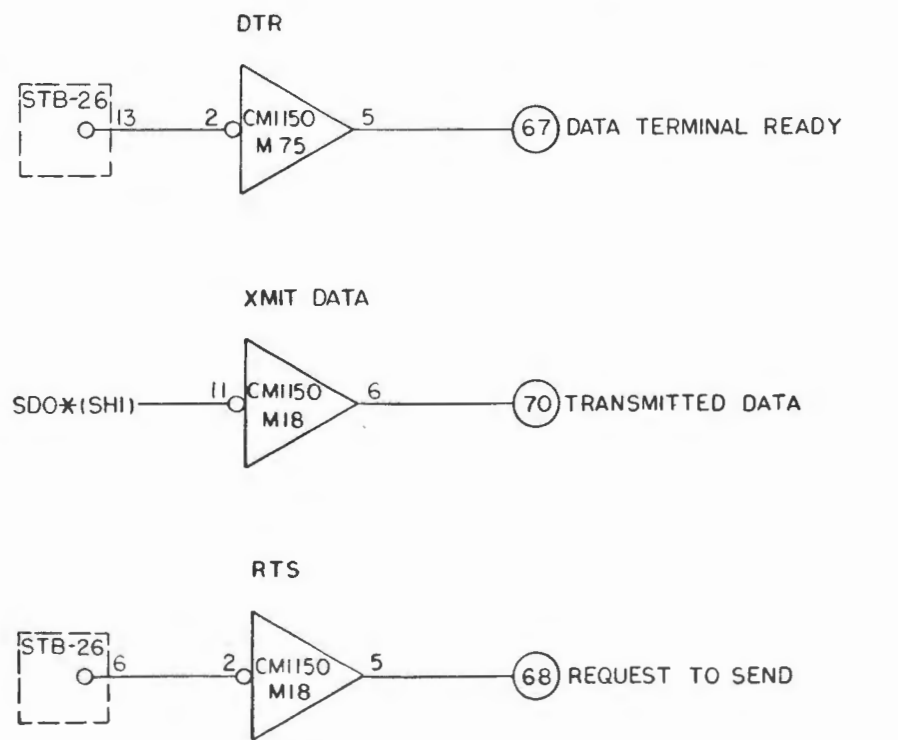 DTR
STB-26
13 2 CM1150 5 67 DATA TERMINAL READY
M75
XMIT DATA
SDO*(SH1) 11 CM1150 6 70 TRANSMITTED DATA
M18
RTS
STB-26
6 2 CM1150 5 68 REQUEST TO SEND
M18